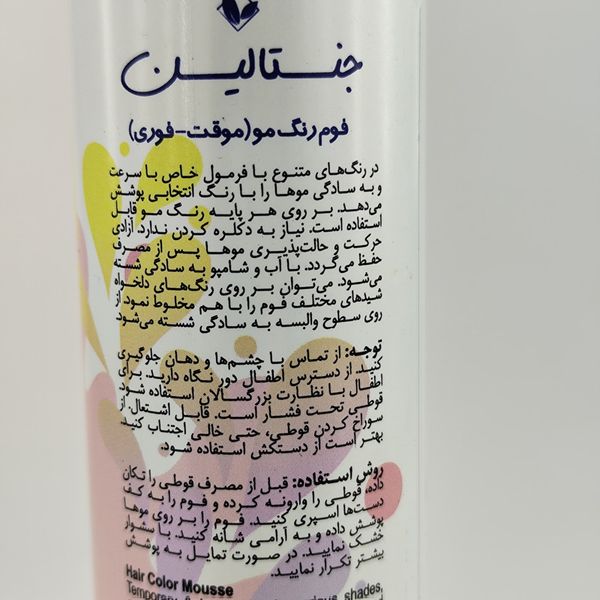 جنستالین
فوم رنگ مو (موقت-فوری)
در رنگ‌های متنوع با فرمول خاص با سرعت
و به سادگی موها را با رنگ انتخابی پوشش
می‌دهد. بر روی هر پایه رنگ مو قابل
استفاده است. نیاز به دکلره کردن ندارد. آزادی
حرکت و حالت‌پذیری موها پس از مصرف
حفظ می‌گردد. با آب و شامپو به سادگی شسته
می‌شود. می‌توان بر روی رنگ‌های دلخواه
شیدهای مختلف فوم را با هم مخلوط نمود. از
روی سطوح والبسه به سادگی شسته می‌شود.
توجه: از تماس با چشم‌ها و دهان جلوگیری
کنید. از دسترس اطفال دور نگاه دارید. برای
اطفال با نظارت بزرگسالان استفاده شود.
قوطی تحت فشار است. قابل اشتعال. از
سوراخ کردن قوطی، حتی خالی اجتناب کنید.
بهتر است از دستکش استفاده شود.
روش استفاده: قبل از مصرف قوطی را تکان
داده، قوطی را وارونه کرده و فوم را به کف
دست‌ها اسپری کنید. فوم را بر روی موها
پوشش داده و به آرامی شانه کنید. با سشوار
خشک نمایید. در صورت تمایل به پوشش
بیشتر تکرار نمایید.
Hair Color Mousse
shades,